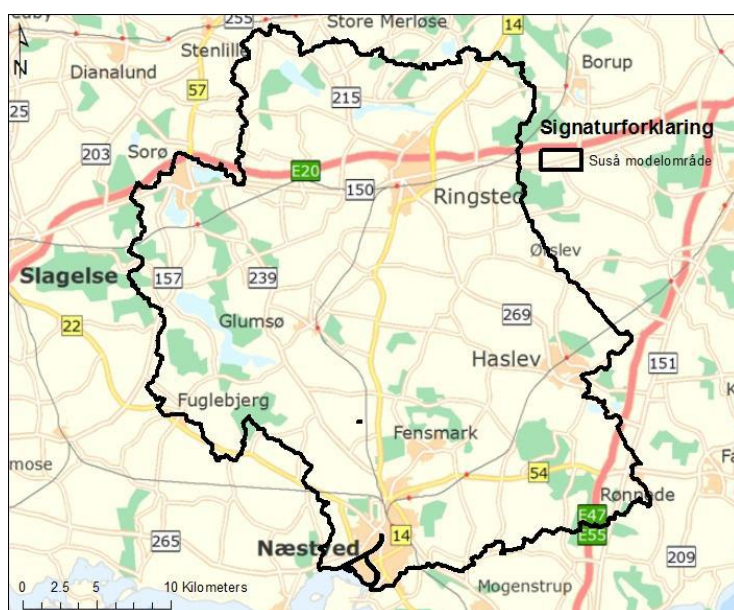 255
Store Merløse
14
Stenlille
Dianalund
Borup
57
215
25
Signaturforklaring
203
Sorø
Suså modelområde
E20
150
Ringsted
Ørslev
Slagelse
157
239
269
Glumsø
22
Haslev
151
Fuglebjerg
Fensmark
mose
54
Rønnede
E47
E55
14
265
Næstved
209
Mogenstrup
N
0 2.5 5 10 Kilometers